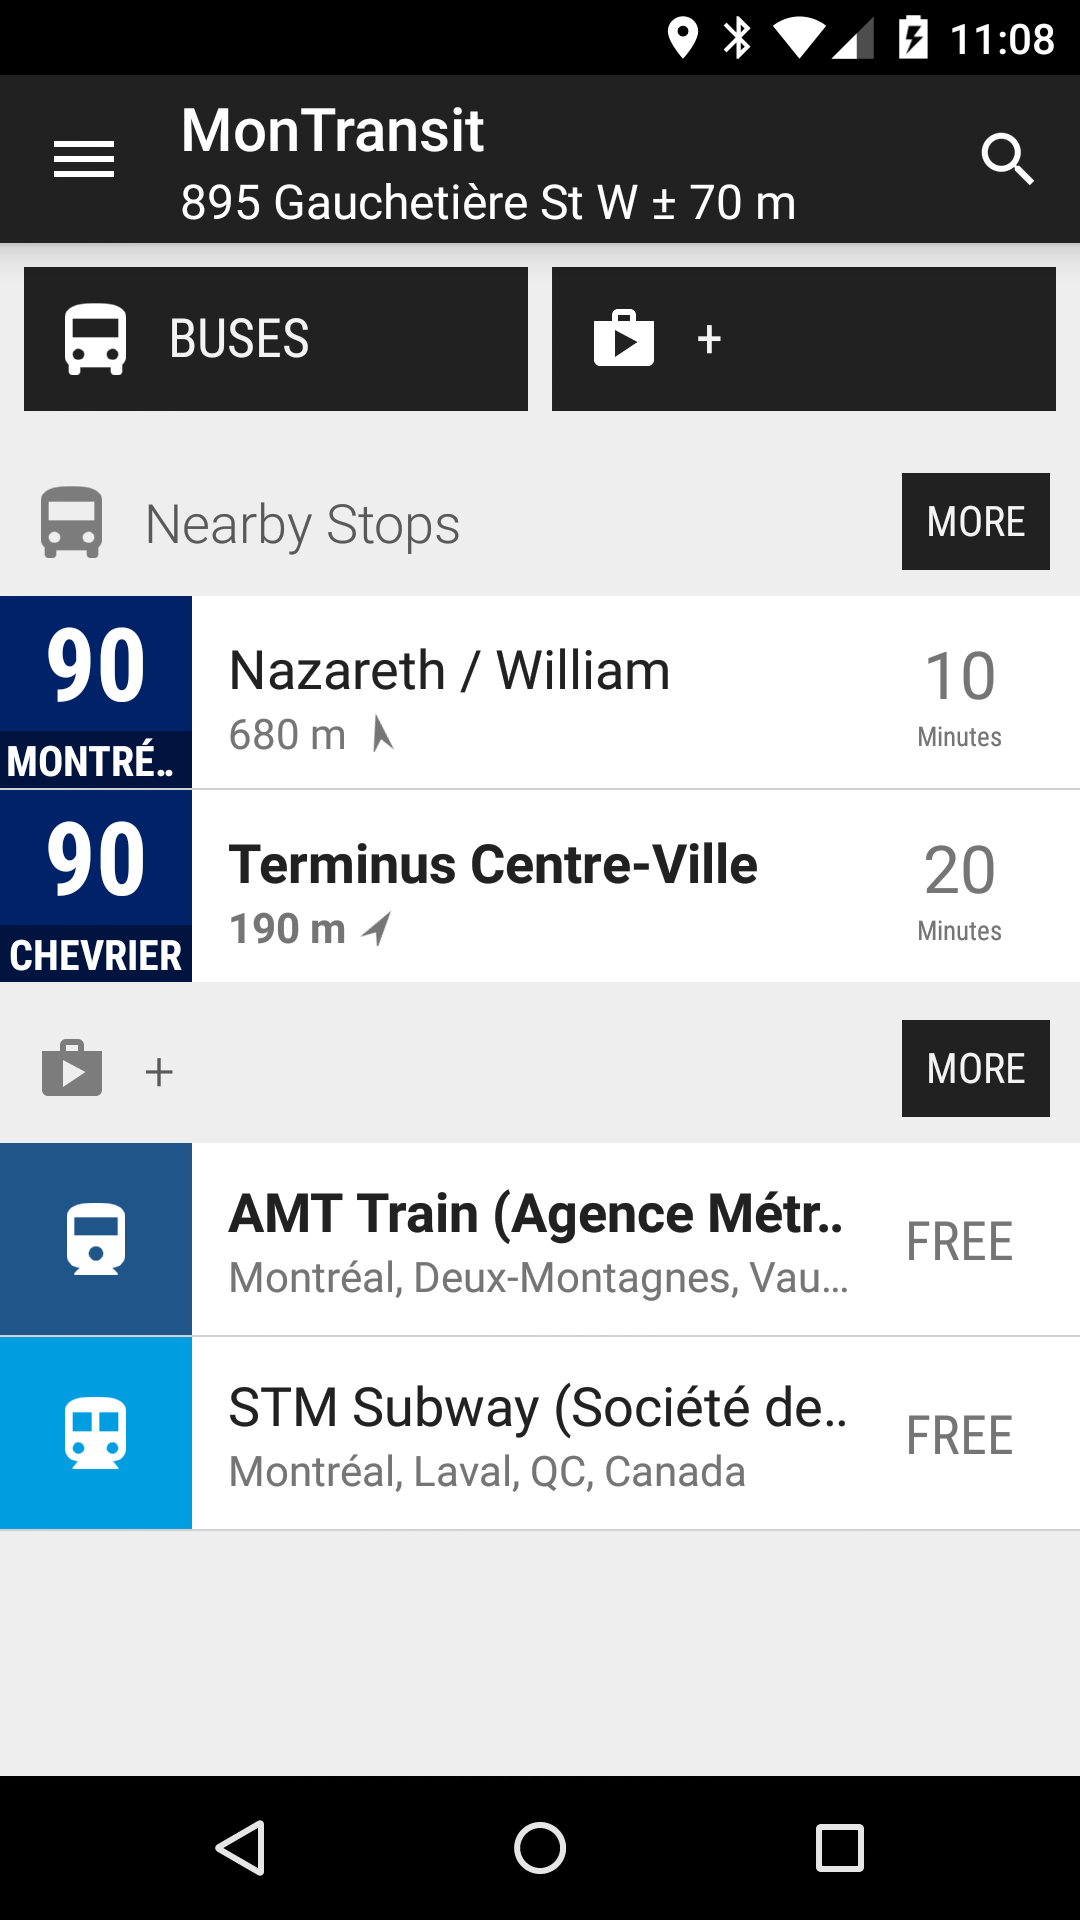 11:08
MonTransit
895 Gauchetière St W ± 70 m
BUSES
+
Nearby Stops
MORE
90
MONTRÉ..
Nazareth / William
680 m
10
Minutes
90
CHEVRIER
Terminus Centre-Ville
190 m
20
Minutes
+
MORE
AMT Train (Agence Métr..
Montréal, Deux-Montagnes, Vau...
FREE
STM Subway (Société de..
Montréal, Laval, QC, Canada
FREE